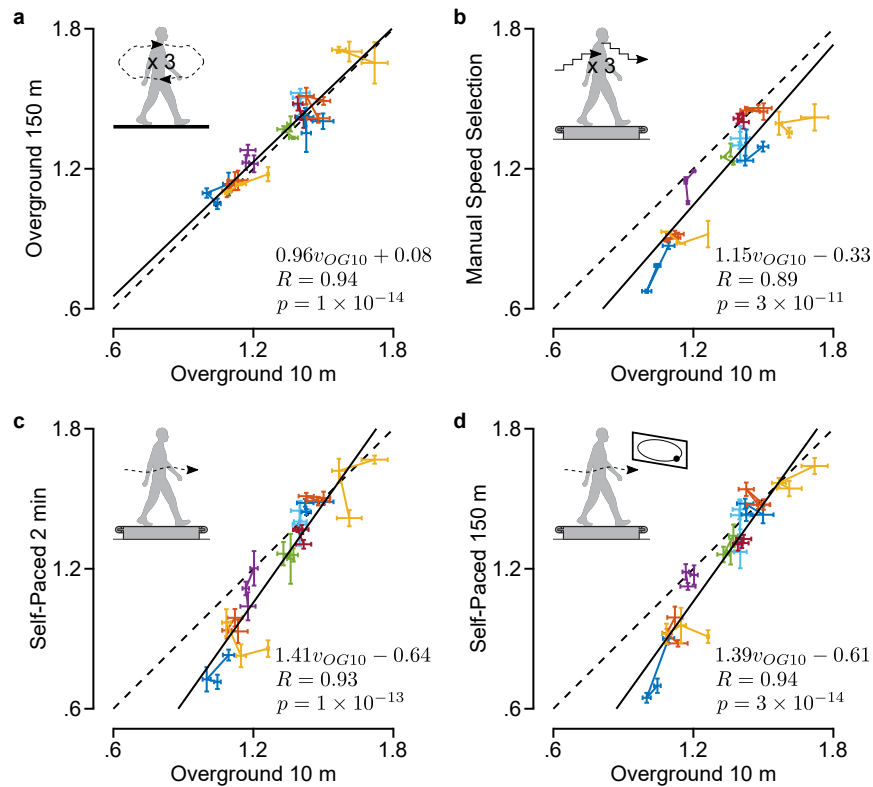 a
1.8
1.2
.6
Overground 150 m
x 3
0.96v_{OG10} + 0.08
R = 0.94
p = 1 × 10^{−14}
.6
1.2
1.8
Overground 10 m
b
1.8
1.2
.6
Manual Speed Selection
x 3
1.15v_{OG10} − 0.33
R = 0.89
p = 3 × 10^{−11}
.6
1.2
1.8
Overground 10 m
c
1.8
1.2
.6
Self-Paced 2 min
1.41v_{OG10} − 0.64
R = 0.93
p = 1 × 10^{−13}
.6
1.2
1.8
Overground 10 m
d
1.8
1.2
.6
Self-Paced 150 m
1.39v_{OG10} − 0.61
R = 0.94
p = 3 × 10^{−14}
.6
1.2
1.8
Overground 10 m